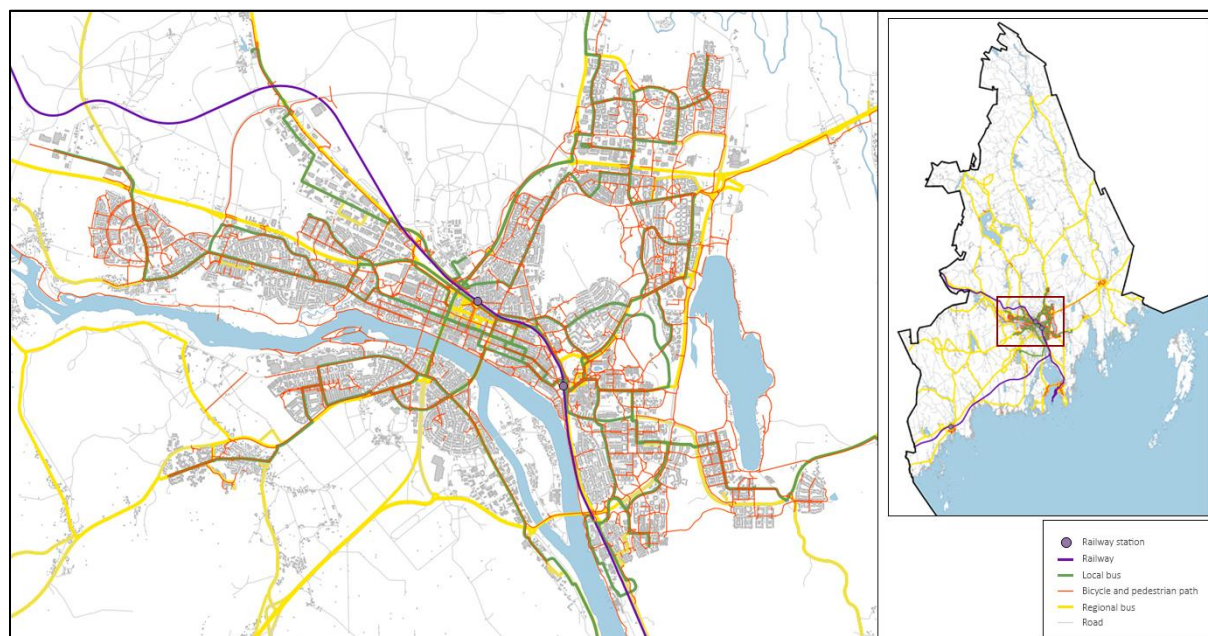 Railway station
Railway
Local bus
Bicycle and pedestrian path
Regional bus
Road